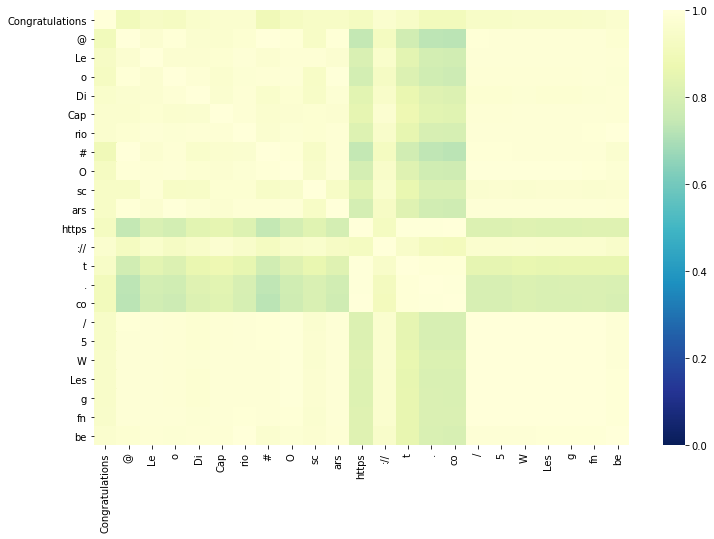 Congratulations
@
Le
o
Di
Cap
rio
#
O
sc
ars
https
://
t
.
co
/
5
W
Les
g
fn
be
Congratulations
@
Le
o
Di
Cap
rio
#
O
sc
ars
https
://
t
.
co
/
5
W
Les
g
fn
be
1.0
0.8
0.6
0.4
0.2
0.0